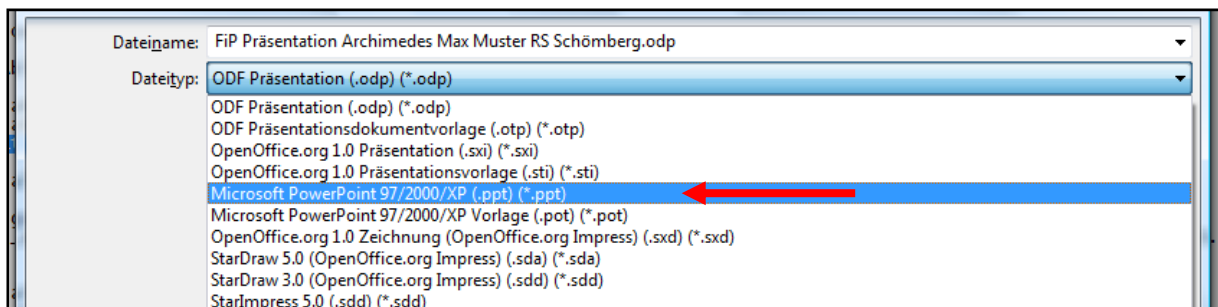 Dateiname: FiP Präsentation Archimedes Max Muster RS Schömberg.odp
Dateityp: ODF Präsentation (.odp) (*.odp)
ODF Präsentation (.odp) (*.odp)
ODF Präsentationsdokumentvorlage (.otp) (*.otp)
OpenOffice.org 1.0 Präsentation (.sxi) (*.sxi)
OpenOffice.org 1.0 Präsentationsvorlage (.sti) (*.sti)
Microsoft PowerPoint 97/2000/XP (.ppt) (*.ppt)
Microsoft PowerPoint 97/2000/XP Vorlage (.pot) (*.pot)
OpenOffice.org 1.0 Zeichnung (OpenOffice.org Impress) (.sxd) (*.sxd)
StarDraw 5.0 (OpenOffice.org Impress) (.sda) (*.sda)
StarDraw 3.0 (OpenOffice.org Impress) (.sdd) (*.sdd)
StarImpress 5.0 (.sdd) (*.sdd)